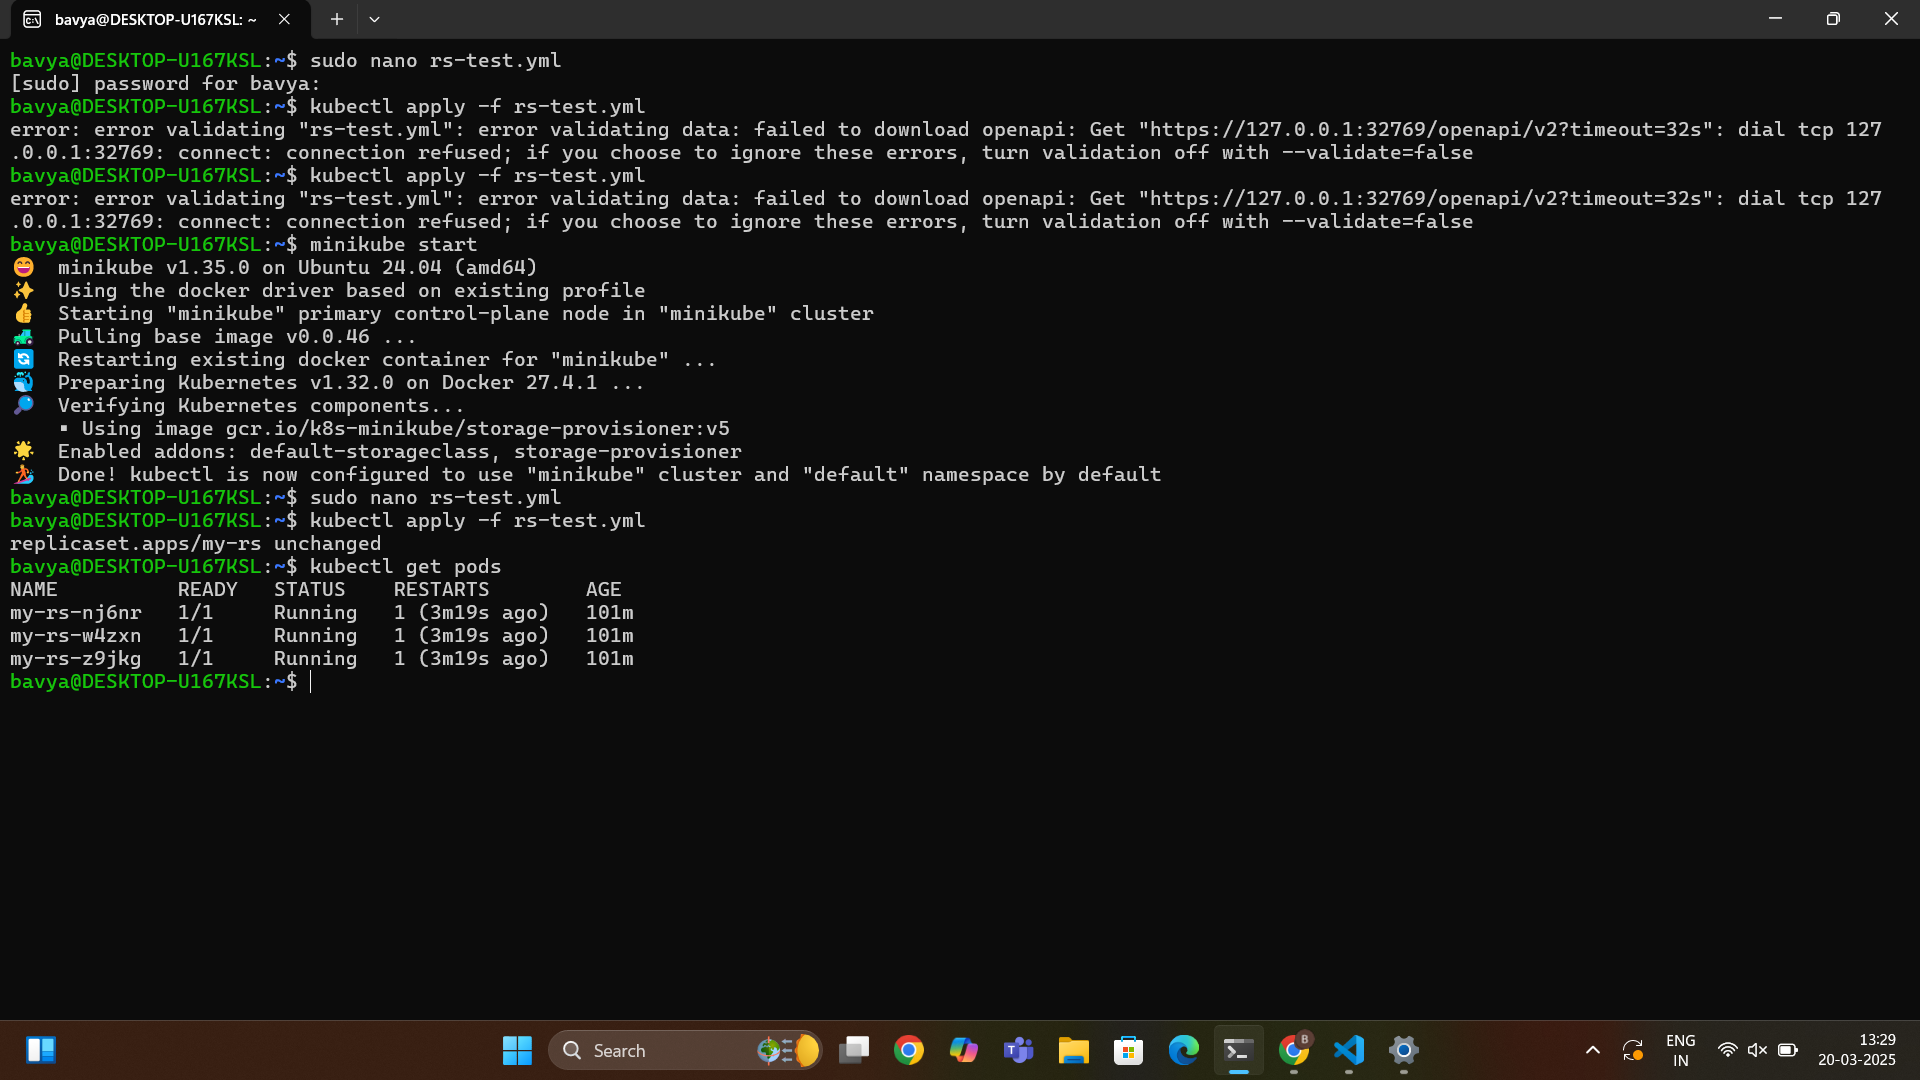 bavya@DESKTOP-U167KSL: ~
bavya@DESKTOP-U167KSL:~$ sudo nano rs-test.yml
[sudo] password for bavya:
bavya@DESKTOP-U167KSL:~$ kubectl apply -f rs-test.yml
error: error validating "rs-test.yml": error validating data: failed to download openapi: Get "https://127.0.0.1:32769/openapi/v2?timeout=32s": dial tcp 127
.0.0.1:32769: connect: connection refused; if you choose to ignore these errors, turn validation off with --validate=false
bavya@DESKTOP-U167KSL:~$ kubectl apply -f rs-test.yml
error: error validating "rs-test.yml": error validating data: failed to download openapi: Get "https://127.0.0.1:32769/openapi/v2?timeout=32s": dial tcp 127
.0.0.1:32769: connect: connection refused; if you choose to ignore these errors, turn validation off with --validate=false
bavya@DESKTOP-U167KSL:~$ minikube start
😄  minikube v1.35.0 on Ubuntu 24.04 (amd64)
✨  Using the docker driver based on existing profile
👍  Starting "minikube" primary control-plane node in "minikube" cluster
🚜  Pulling base image v0.0.46 ...
🔄  Restarting existing docker container for "minikube" ...
🐳  Preparing Kubernetes v1.32.0 on Docker 27.4.1 ...
🔎  Verifying Kubernetes components...
▪ Using image gcr.io/k8s-minikube/storage-provisioner:v5
🌟  Enabled addons: default-storageclass, storage-provisioner
🏄  Done! kubectl is now configured to use "minikube" cluster and "default" namespace by default
bavya@DESKTOP-U167KSL:~$ sudo nano rs-test.yml
bavya@DESKTOP-U167KSL:~$ kubectl apply -f rs-test.yml
replicaset.apps/my-rs unchanged
bavya@DESKTOP-U167KSL:~$ kubectl get pods
NAME          READY   STATUS    RESTARTS        AGE
my-rs-nj6nr   1/1     Running   1 (3m19s ago)   101m
my-rs-w4zxn   1/1     Running   1 (3m19s ago)   101m
my-rs-z9jkg   1/1     Running   1 (3m19s ago)   101m
bavya@DESKTOP-U167KSL:~$
Search
B
ENG
IN
13:29
20-03-2025